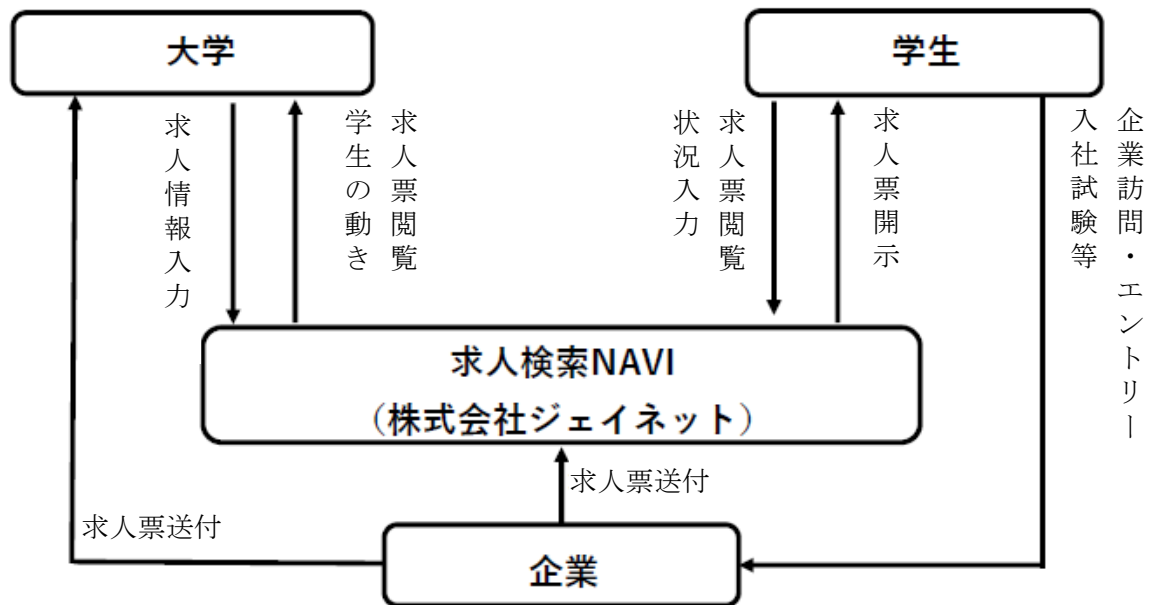 大学
学生
求人情報入力
求人票閲覧
学生の動き
求人票閲覧
状況入力
求人票開示
企業訪問・エントリー
入社試験等
求人検索NAVI
（株式会社ジェイネット）
求人票送付
求人票送付
企業